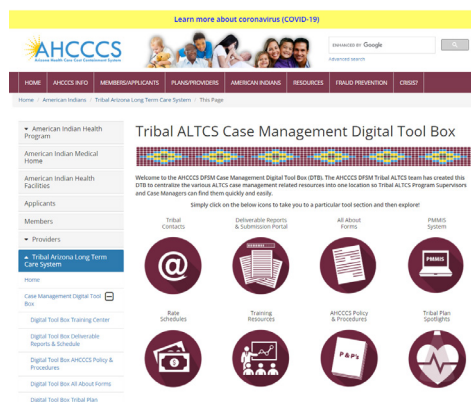 Learn more about coronavirus (COVID-19)
AHCCCS
Arizona Health Care Cost Containment System
ENHANCED BY Google
Advanced Search
HOME AHCCCS INFO MEMBERS/APPLICANTS PLANS/PROVIDERS AMERICAN INDIANS RESOURCES FRAUD PREVENTION CRISIS?
Home / American Indians / Tribal Arizona Long Term Care System / This Page
American Indian Health
Program
American Indian Medical
Home
American Indian Health
Facilities
Applicants
Members
Providers
Tribal Arizona Long Term
Care System
Home
Case Management Digital Tool
Box
Digital Tool Box Training Center
Digital Tool Box Deliverable
Reports & Schedule
Digital Tool Box AHCCCS Policy &
Procedures
Digital Tool Box All About Forms
Digital Tool Box Tribal Plan
Tribal ALTCS Case Management Digital Tool Box
Welcome to the AHCCCS DFSM Case Management Digital Tool Box (DTB). The AHCCCS DFSM Tribal ALTCS team has created this
DTB to centralize the various ALTCS case management related resources into one location so Tribal ALTCS Program Supervisors
and Case Managers can find them quickly and easily.
Simply click on the below icons to take you to a particular tool section and then explore!
Tribal
Contacts
Deliverable Reports
& Submission Portal
All About
Forms
PMMIS
System
@
PMMIS
Rate
Schedules
Training
Resources
AHCCCS Policy
& Procedures
Tribal Plan
Spotlights
$
P & P's